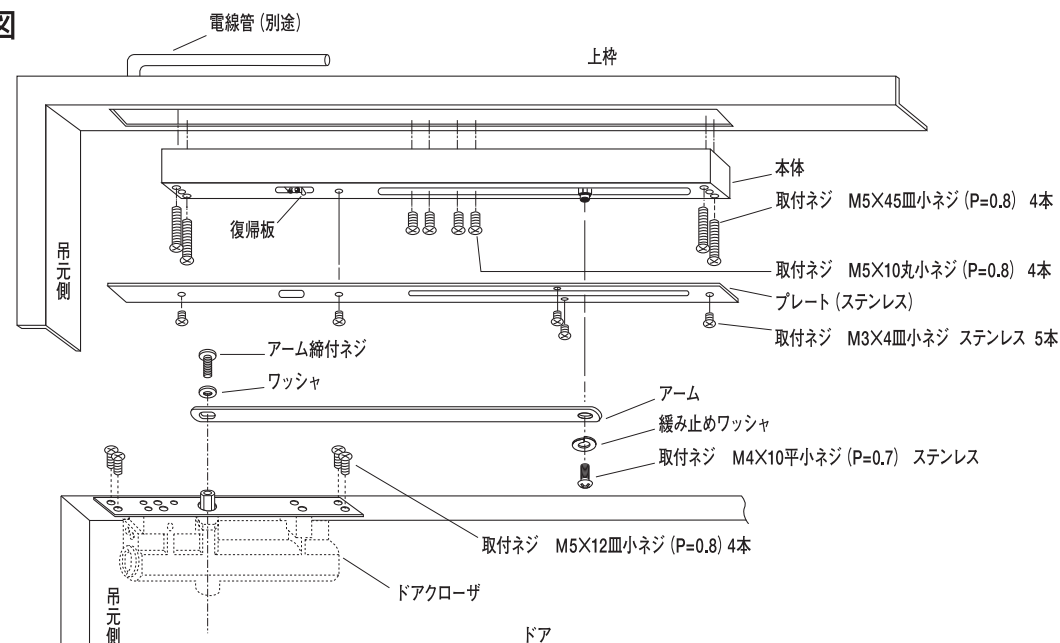 図
電線管 (別途)
上枠
本体
取付ネジ M5×45皿小ネジ (P=0.8) 4本
復帰板
吊元側
取付ネジ M5×10丸小ネジ (P=0.8) 4本
プレート (ステンレス)
取付ネジ M3×4皿小ネジ ステンレス 5本
アーム締付ネジ
ワッシャ
アーム
緩み止めワッシャ
取付ネジ M4×10平小ネジ (P=0.7) ステンレス
取付ネジ M5×12皿小ネジ (P=0.8) 4本
ドアクローザ
吊元側
ドア